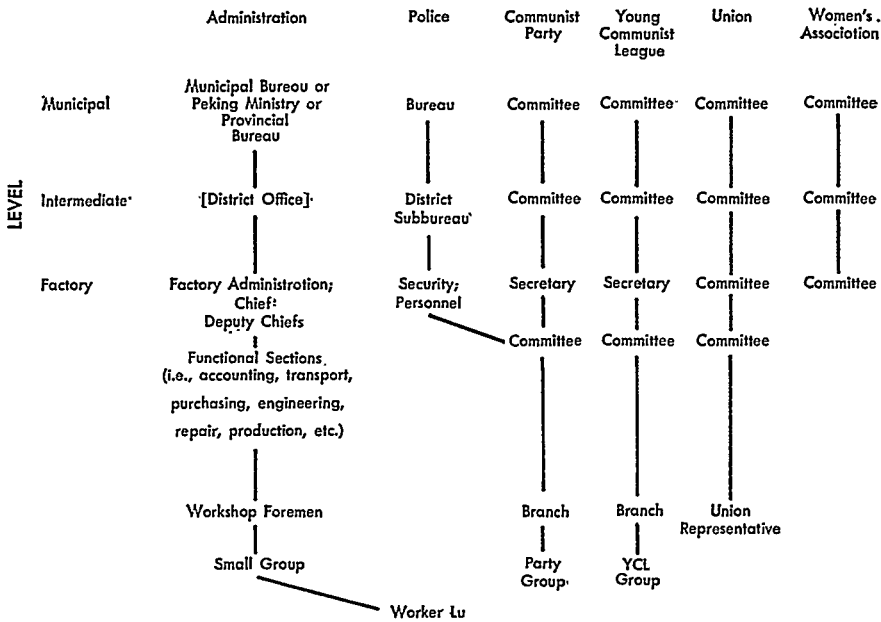 Administration Police Communist Party Young Communist League Union Women's Association
LEVEL
Municipal Municipal Bureau or Peking Ministry or Provincial Bureau Bureau Committee Committee Committee Committee
Intermediate [District Office] District Subbureau Committee Committee Committee Committee
Factory Factory Administration; Chief; Deputy Chiefs Security; Personnel Secretary Secretary Committee Committee
Committee Committee Committee
Functional Sections
(i.e., accounting, transport,
purchasing, engineering,
repair, production, etc.)
Workshop Foremen Branch Branch Union Representative
Small Group Party Group YCL Group
Worker Lu